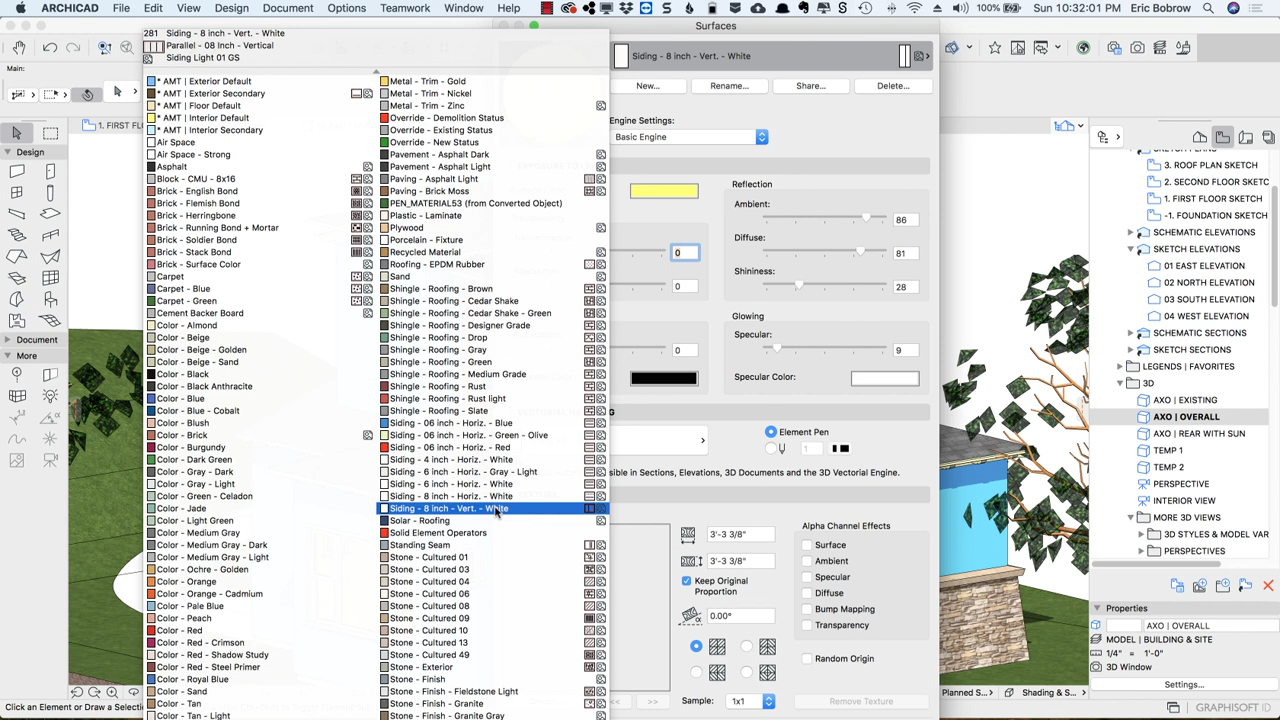 ARCHICAD File Edit View Design Document Options Teamwork Window Help 100% Thu 10:32:01 PM Eric Bobrow
Surfaces
281 Siding - 8 inch - Vert. - White
Parallel - 08 Inch - Vertical
Siding Light 01 GS
Main:
1. FIRST FL
Design
Document
More
* AMT | Exterior Default
* AMT | Exterior Secondary
* AMT | Floor Default
* AMT | Interior Default
* AMT | Interior Secondary
Air Space
Air Space - Strong
Asphalt
Block - CMU - 8x16
Brick - English Bond
Brick - Flemish Bond
Brick - Herringbone
Brick - Running Bond + Mortar
Brick - Soldier Bond
Brick - Stack Bond
Brick - Surface Color
Carpet
Carpet - Blue
Carpet - Green
Cement Backer Board
Color - Almond
Color - Beige
Color - Beige - Golden
Color - Beige - Sand
Color - Black
Color - Black Anthracite
Color - Blue
Color - Blue - Cobalt
Color - Blush
Color - Brick
Color - Burgundy
Color - Dark Green
Color - Gray - Dark
Color - Gray - Light
Color - Green - Celadon
Color - Jade
Color - Light Green
Color - Medium Gray
Color - Medium Gray - Dark
Color - Medium Gray - Light
Color - Ochre - Golden
Color - Orange
Color - Orange - Cadmium
Color - Pale Blue
Color - Peach
Color - Red
Color - Red - Crimson
Color - Red - Shadow Study
Color - Red - Steel Primer
Color - Royal Blue
Color - Sand
Color - Tan
Color - Tan - Light
Metal - Trim - Gold
Metal - Trim - Nickel
Metal - Trim - Zinc
Override - Demolition Status
Override - Existing Status
Override - New Status
Pavement - Asphalt Dark
Pavement - Asphalt Light
Paving - Asphalt Light
Paving - Brick Moss
PEN_MATERIAL53 (from Converted Object)
Plastic - Laminate
Plywood
Porcelain - Fixture
Recycled Material
Roofing - EPDM Rubber
Sand
Shingle - Roofing - Brown
Shingle - Roofing - Cedar Shake
Shingle - Roofing - Cedar Shake - Green
Shingle - Roofing - Designer Grade
Shingle - Roofing - Drop
Shingle - Roofing - Gray
Shingle - Roofing - Green
Shingle - Roofing - Medium Grade
Shingle - Roofing - Rust
Shingle - Roofing - Rust light
Shingle - Roofing - Slate
Siding - 06 inch - Horiz. - Blue
Siding - 06 inch - Horiz. - Green - Olive
Siding - 06 inch - Horiz. - Red
Siding - 4 inch - Horiz. - White
Siding - 6 inch - Horiz. - Gray - Light
Siding - 6 inch - Horiz. - White
Siding - 8 inch - Horiz. - White
Siding - 8 inch - Vert. - White
Solar - Roofing
Solid Element Operators
Standing Seam
Stone - Cultured 01
Stone - Cultured 03
Stone - Cultured 04
Stone - Cultured 06
Stone - Cultured 08
Stone - Cultured 09
Stone - Cultured 10
Stone - Cultured 13
Stone - Cultured 49
Stone - Exterior
Stone - Finish
Stone - Finish - Fieldstone Light
Stone - Finish - Granite
Stone - Finish - Granite Gray
Siding - 8 inch - Vert. - White
New... Rename... Share... Delete...
Engine Settings:
Basic Engine
Reflection
Ambient:
86
Diffuse:
0 81
Shininess:
0 28
Glowing
Specular:
0 9
Specular Color:
Element Pen
1
ible in Sections, Elevations, 3D Documents and the 3D Vectorial Engine.
Alpha Channel Effects
3'-3 3/8"
Surface
3'-3 3/8"
Ambient
Keep Original
Proportion
Specular
Diffuse
0.00°
Bump Mapping
Transparency
Random Origin
<< >> Sample: 1x1 Remove Texture
3. ROOF PLAN SKETCH
2. SECOND FLOOR SKETC
1. FIRST FLOOR SKETCH
-1. FOUNDATION SKETCH
SCHEMATIC ELEVATIONS
SKETCH ELEVATIONS
01 EAST ELEVATION
02 NORTH ELEVATION
03 SOUTH ELEVATION
04 WEST ELEVATION
SCHEMATIC SECTIONS
SKETCH SECTIONS
LEGENDS | FAVORITES
3D
AXO | EXISTING
AXO | OVERALL
AXO | REAR WITH SUN
TEMP 1
TEMP 2
PERSPECTIVE
INTERIOR VIEW
MORE 3D VIEWS
3D STYLES & MODEL VAR
PERSPECTIVES
Properties
AXO | OVERALL
MODEL | BUILDING & SITE
1/4" = 1'-0"
3D Window
Settings...
Planned S... Shading & S...
Click an Element or Draw a Selectio
GRAPHISOFT ID